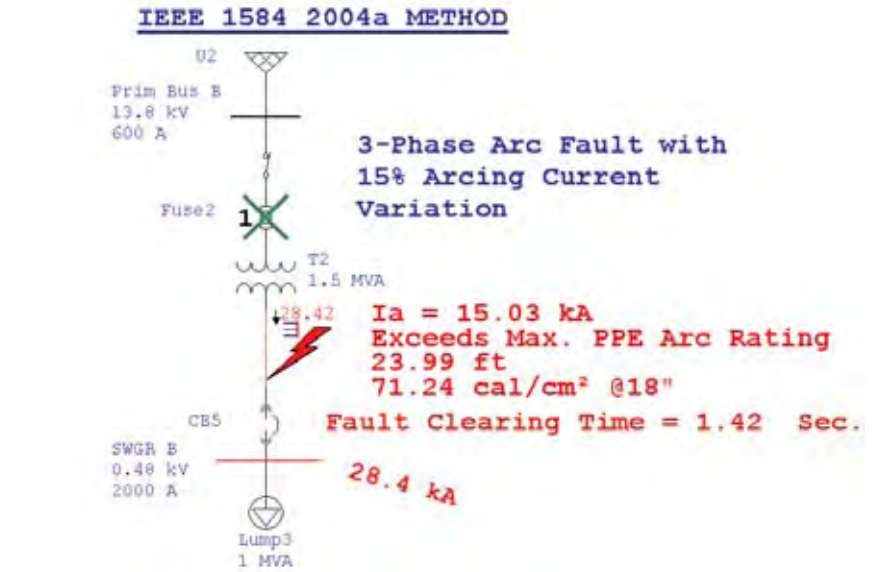 IEEE 1584 2004a METHOD
U2
Prim Bus B
13.8 kV
600 A
3-Phase Arc Fault with
15% Arcing Current
Variation
Fuse2
1
T2
1.5 MVA
28.42
Ia = 15.03 kA
Exceeds Max. PPE Arc Rating
23.99 ft
71.24 cal/cm² @18"
CB5
Fault Clearing Time = 1.42 Sec.
SWGR B
0.48 kV
2000 A
28.4 kA
Lump3
1 MVA